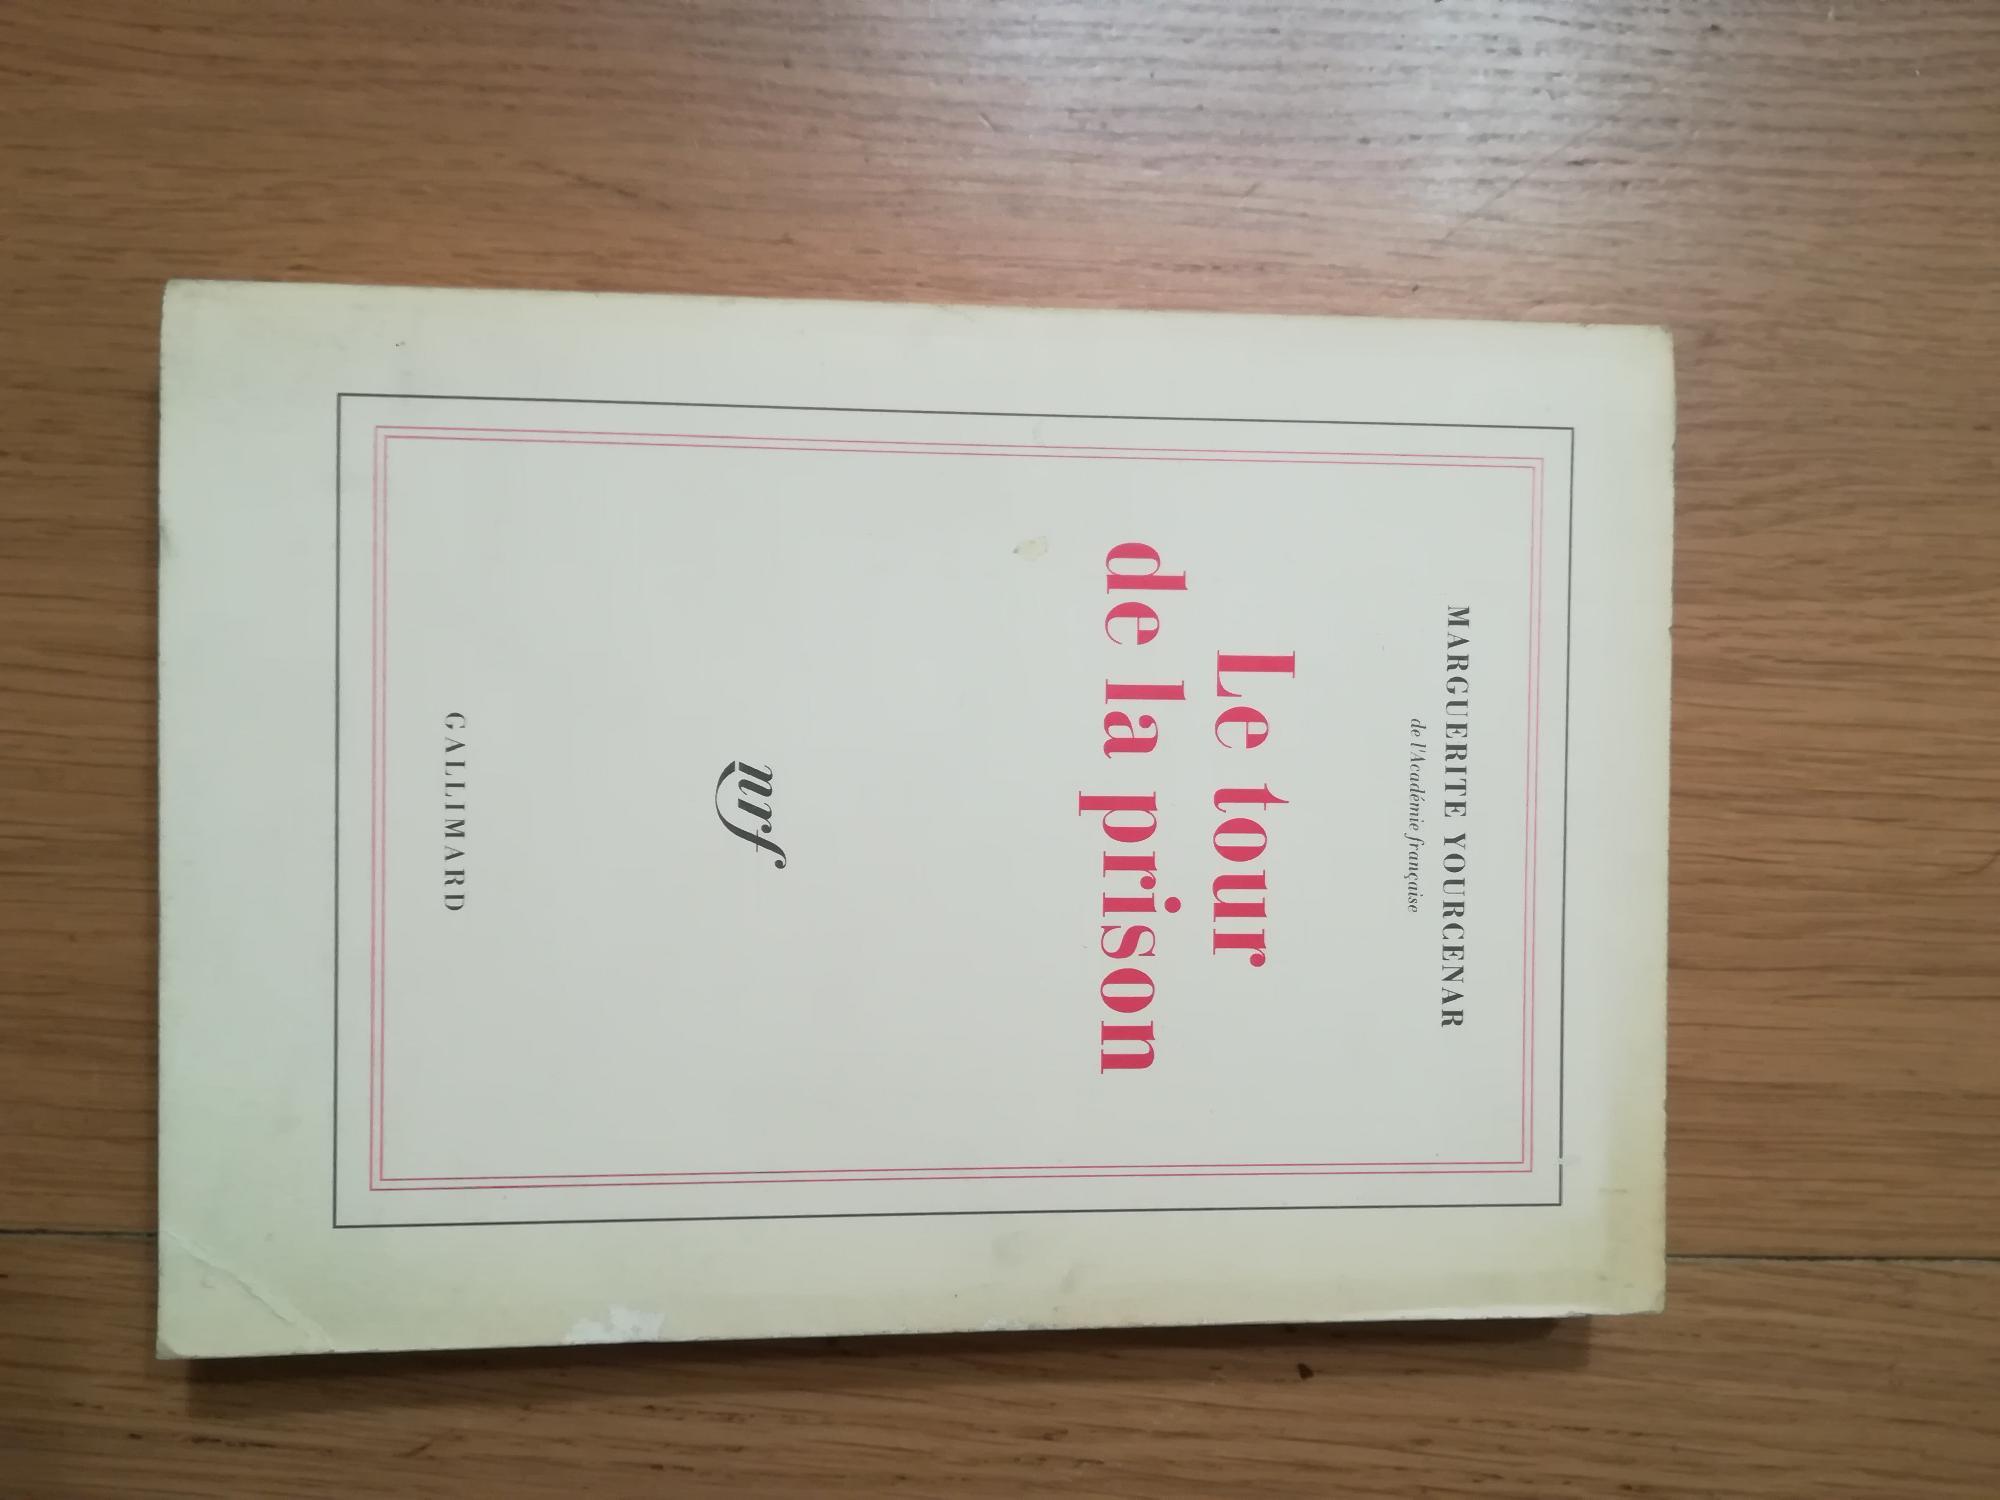 MARGUERITE YOURCENAR
de l'Académie française
Le tour
de la prison
nrf
GALLIMARD